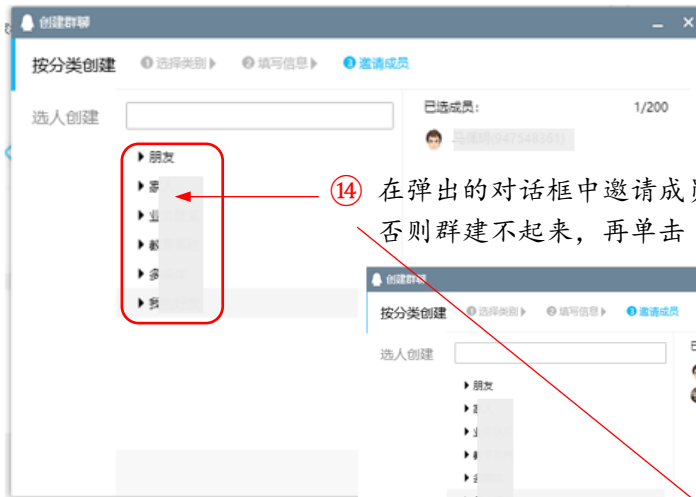 创建群聊
按分类创建 ❶选择类别▶ ❷填写信息▶ ❸邀请成员
选人创建
已选成员: 1/200
▶朋友
⑭ 在弹出的对话框中邀请成员
否则群建不起来，再单击
创建群聊
按分类创建 ❶选择类别▶ ❷填写信息▶ ❸邀请成员
选人创建
▶朋友